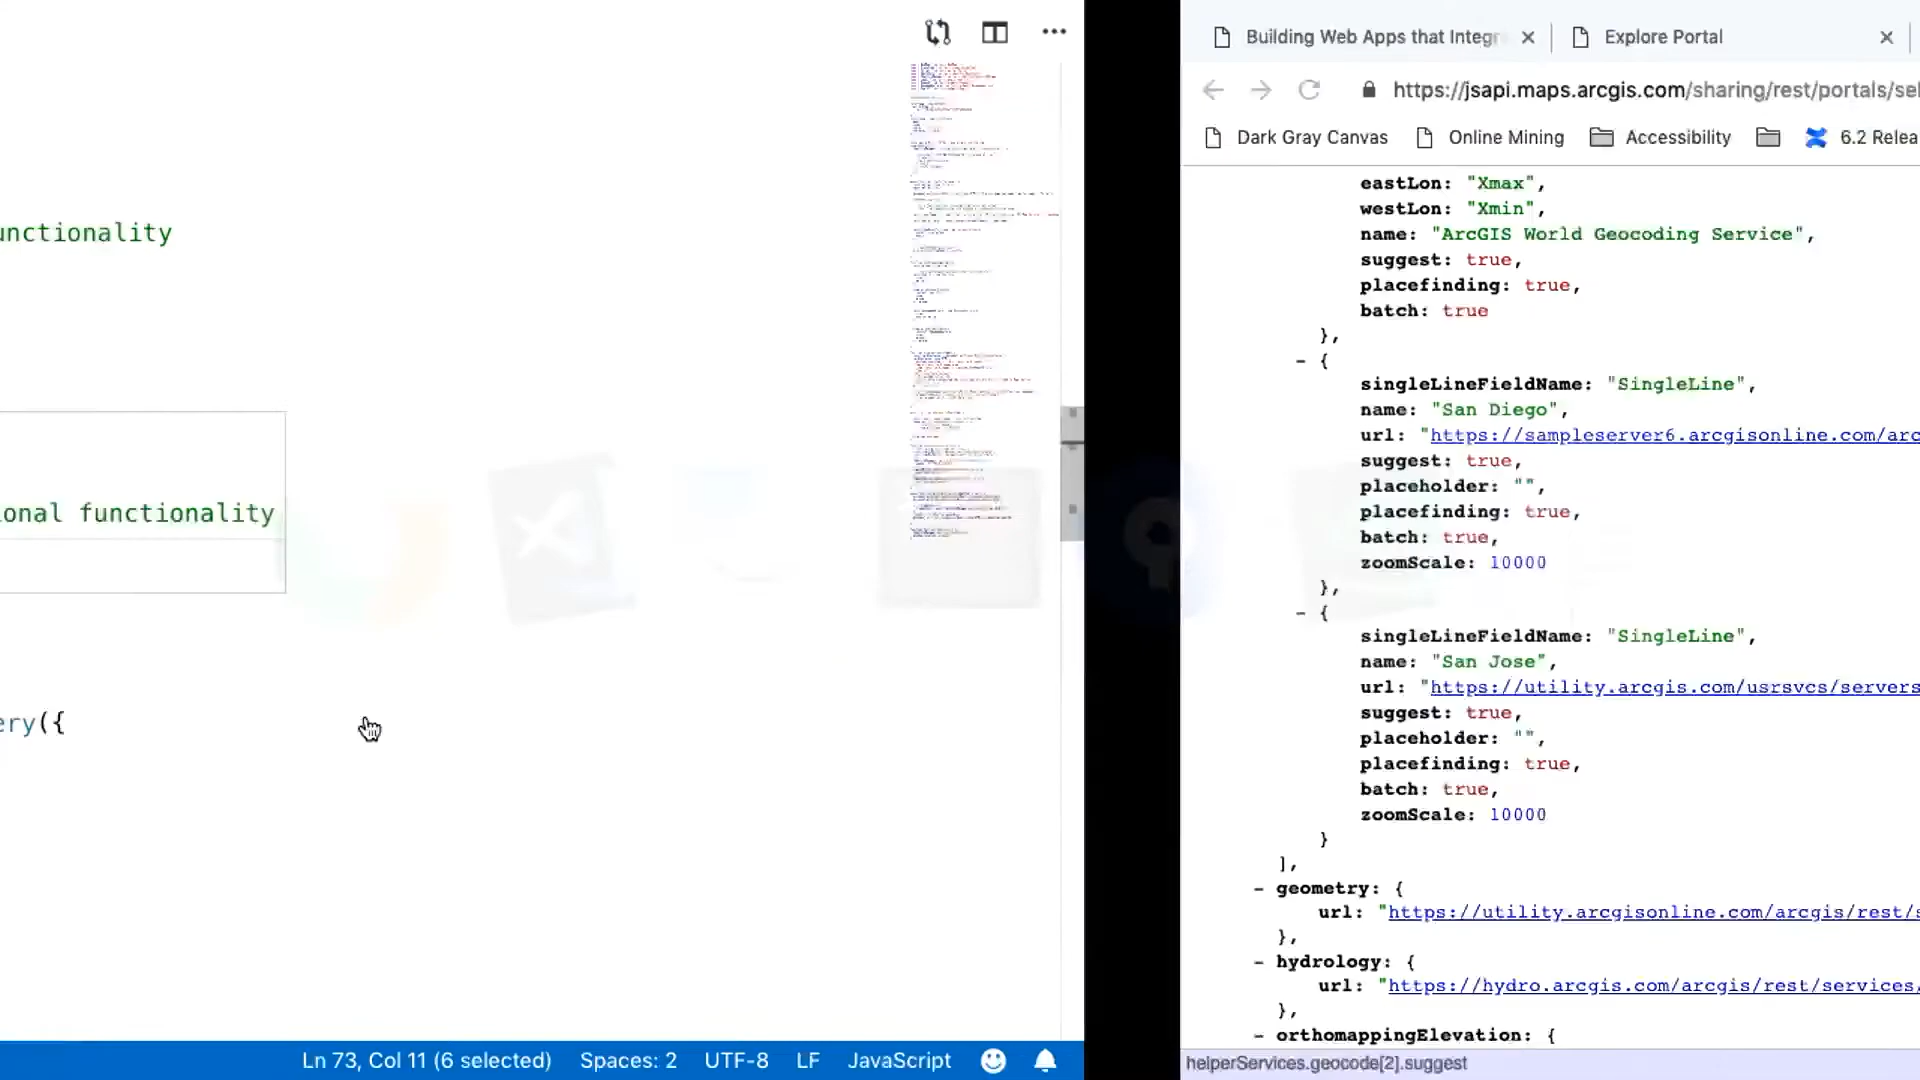 unctionality
ional functionality
ery({
Ln 73, Col 11 (6 selected)
Spaces: 2
UTF-8
LF
JavaScript
Building Web Apps that Integr
Explore Portal
https://jsapi.maps.arcgis.com/sharing/rest/portals/sel
Dark Gray Canvas
Online Mining
Accessibility
6.2 Relea
eastLon: "Xmax",
westLon: "Xmin",
name: "ArcGIS World Geocoding Service",
suggest: true,
placefinding: true,
batch: true
},
- {
singleLineFieldName: "SingleLine",
name: "San Diego",
url: "https://sampleserver6.arcgisonline.com/arc
suggest: true,
placeholder: "",
placefinding: true,
batch: true,
zoomScale: 10000
},
- {
singleLineFieldName: "SingleLine",
name: "San Jose",
url: "https://utility.arcgis.com/usrsvcs/servers
suggest: true,
placeholder: "",
placefinding: true,
batch: true,
zoomScale: 10000
}
],
- geometry: {
url: "https://utility.arcgisonline.com/arcgis/rest/s
},
- hydrology: {
url: "https://hydro.arcgis.com/arcgis/rest/services/
},
- orthomappingElevation: {
helperServices.geocode[2].suggest